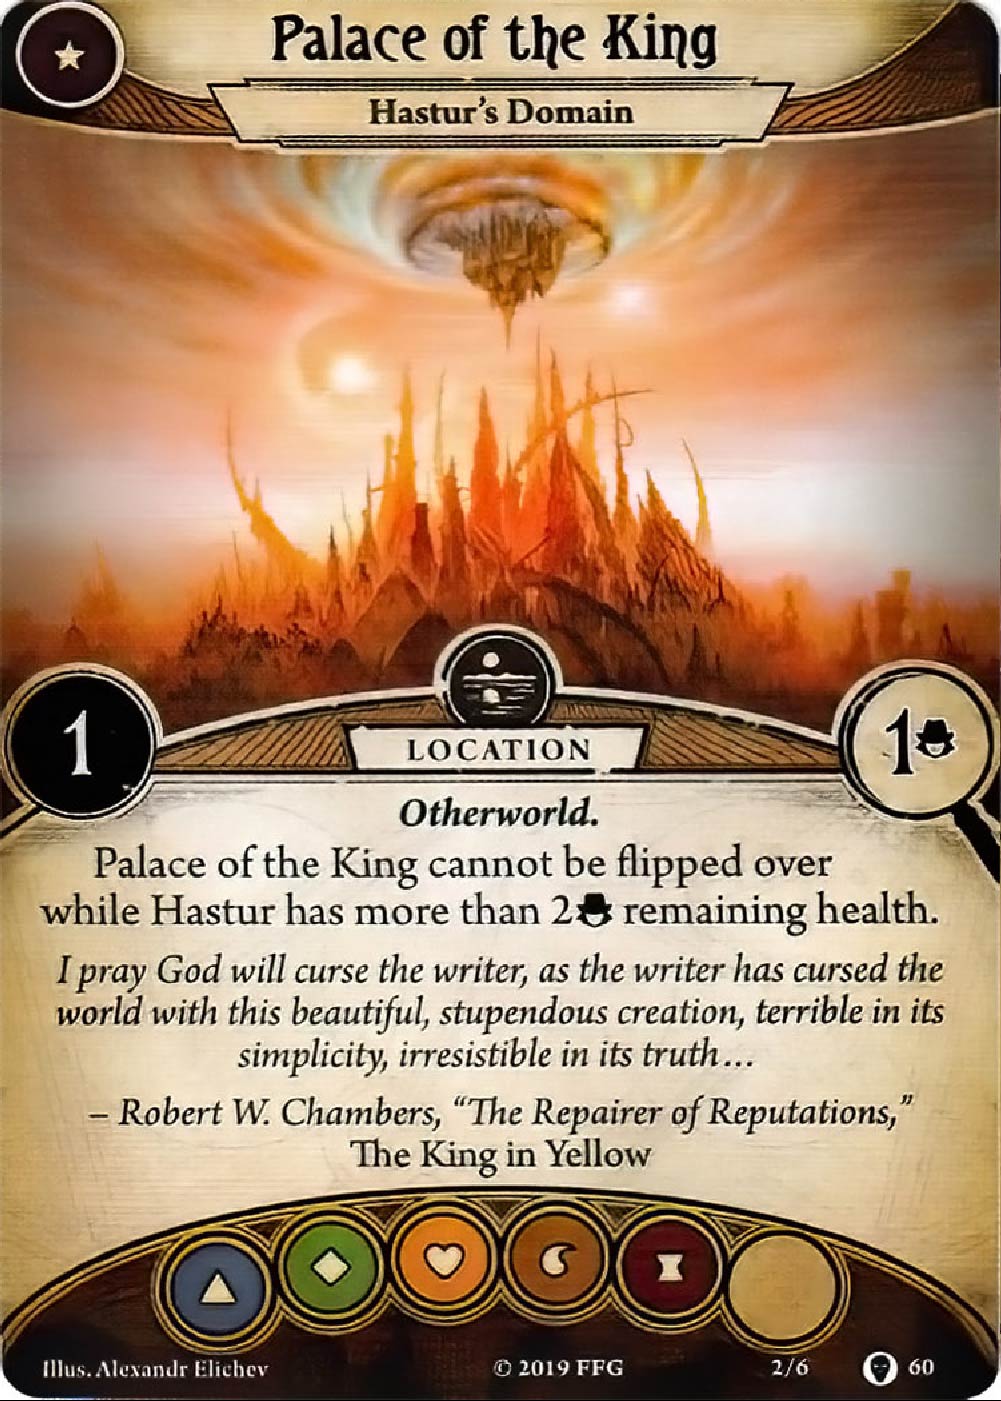 Palace of the King
Hastur's Domain
1
1
LOCATION
Otherworld.
Palace of the King cannot be flipped over
while Hastur has more than 2 remaining health.
I pray God will curse the writer, as the writer has cursed the
world with this beautiful, stupendous creation, terrible in its
simplicity, irresistible in its truth…
– Robert W. Chambers, “The Repairer of Reputations,”
The King in Yellow
Illus. Alexandr Elichev © 2019 FFG 2/6 60